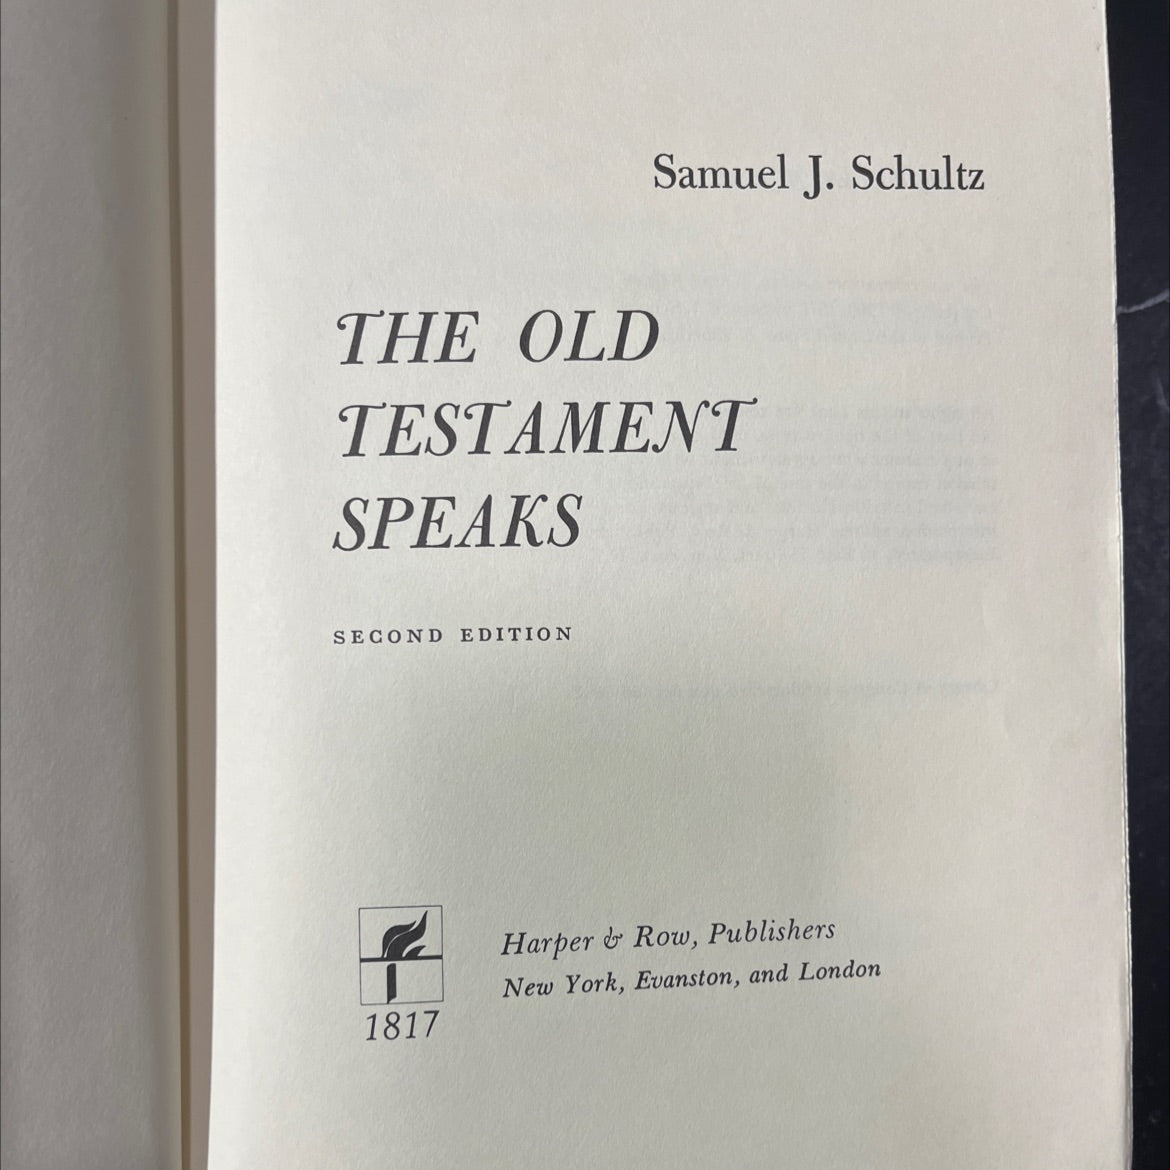 Samuel J. Schultz
THE OLD
TESTAMENT
SPEAKS
SECOND EDITION
Harper & Row, Publishers
New York, Evanston, and London
1817